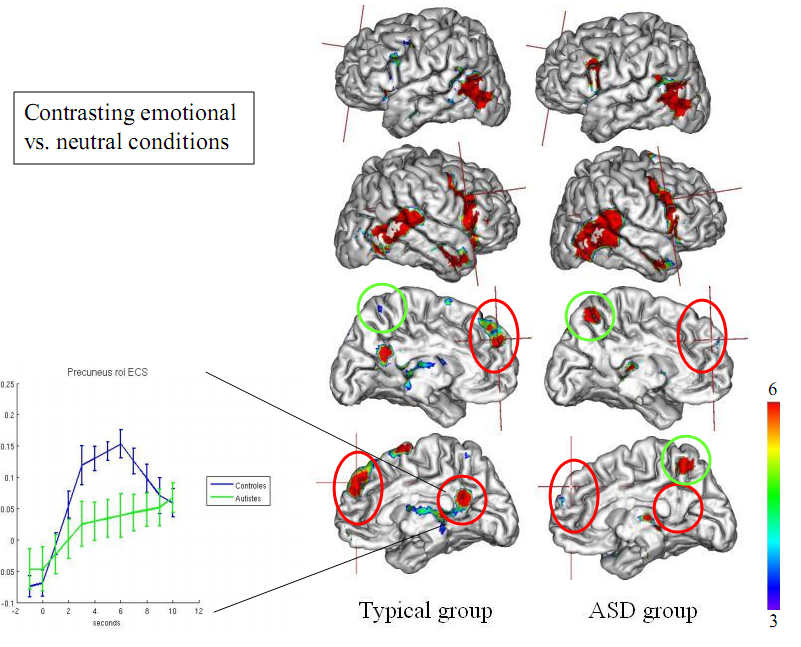 Contrasting emotional
vs. neutral conditions
Precuneus roi ECS
0.25
0.2
0.15
0.1
0.05
0
-0.05
-0.1
-2
0
2
4
6
8
10
12
seconds
Controles
Autistes
Typical group
ASD group
6
3